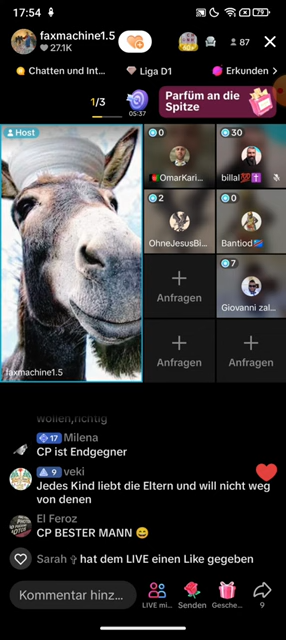 17:54
79
faxmachine1.5
27.1K
87
Chatten und Int...
Liga D1
Erkunden
1/3
05:37
Parfüm an die
Spitze
Host
0
OmarKari...
30
billal💯✝️
2
OhneJesusBi...
0
Bantiod
Anfragen
7
Giovanni zal...
Anfragen
Anfragen
faxmachine1.5
wollen,richtig
17 Milena
CP ist Endgegner
9 veki
Jedes Kind liebt die Eltern und will nicht weg
von denen
El Feroz
CP BESTER MANN 😄
Sarah ✞ hat dem LIVE einen Like gegeben
Kommentar hinz...
LIVE mi...
Senden
Gesche...
9